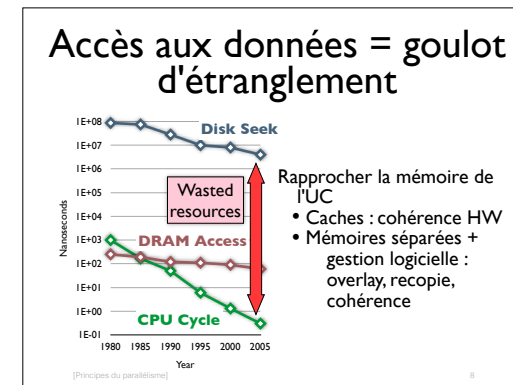 Accès aux données = goulot
d'étranglement
1E+08
1E+07
1E+06
1E+05
1E+04
1E+03
1E+02
1E+01
1E+00
1E-01
Nanoseconds
Disk Seek
Wasted
resources
DRAM Access
CPU Cycle
1980 1985 1990 1995 2000 2005
Year
Rapprocher la mémoire de
l'UC
• Caches : cohérence HW
• Mémoires séparées +
gestion logicielle :
overlay, recopie,
cohérence
[Principes du parallélisme]
8